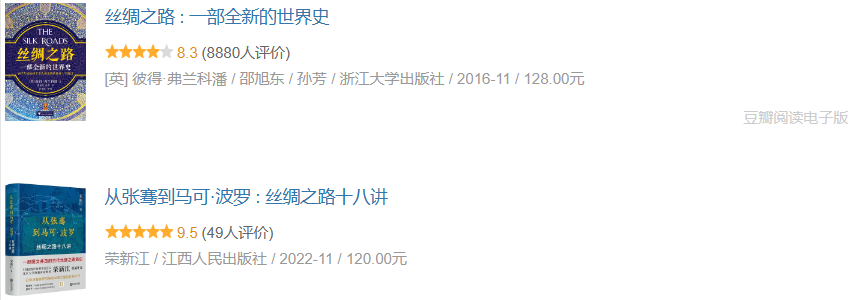 THE
SILK ROADS
丝绸之路
一部全新的世界史
丝绸之路 : 一部全新的世界史
8.3 (8880人评价)
[英] 彼得·弗兰科潘 / 邵旭东 / 孙芳 / 浙江大学出版社 / 2016-11 / 128.00元
豆瓣阅读电子版
从张骞
到马可·波罗
丝绸之路十八讲
荣新江
从张骞到马可·波罗 : 丝绸之路十八讲
9.5 (49人评价)
荣新江 / 江西人民出版社 / 2022-11 / 120.00元